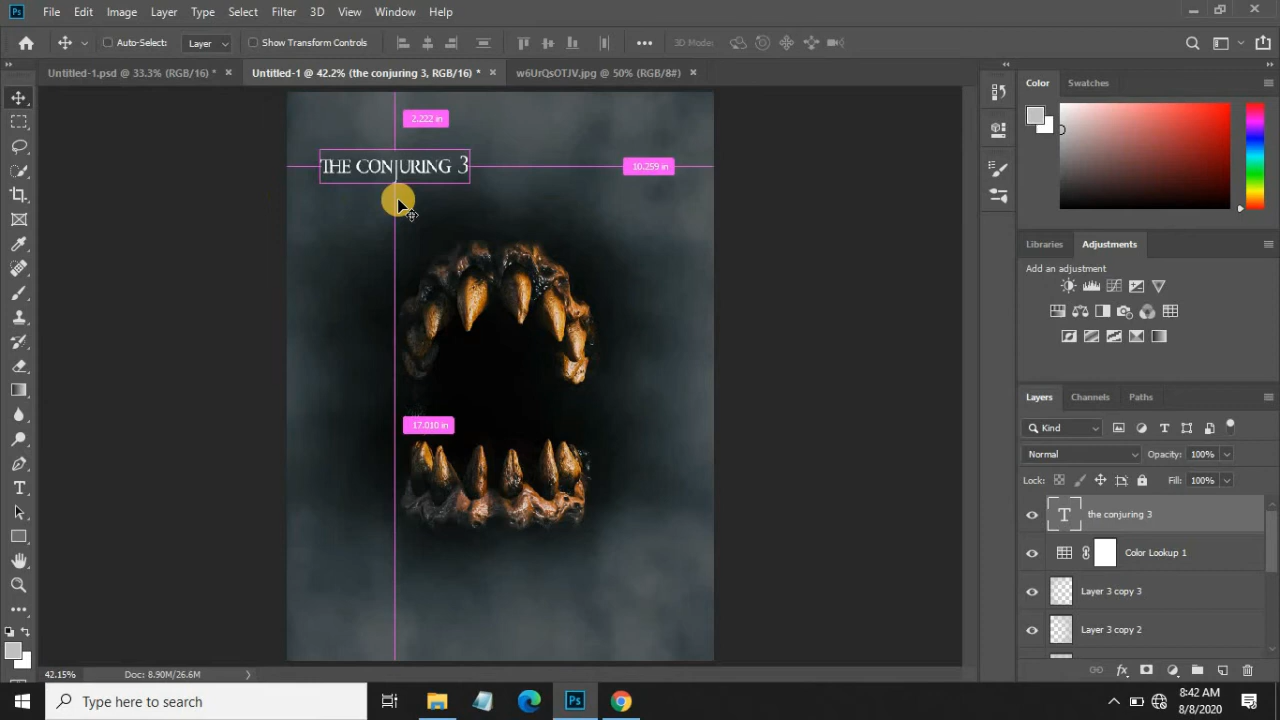 Ps File Edit Image Layer Type Select Filter 3D View Window Help
Auto-Select: Layer Show Transform Controls 3D Mode:
Untitled-1.psd @ 33.3% (RGB/16) * Untitled-1 @ 42.2% (the conjuring 3, RGB/16) * w6UrQsOTJV.jpg @ 50% (RGB/8#)
Color Swatches
2.222 in
THE CONJURING 3
10.259 in
Libraries Adjustments
Add an adjustment
Layers Channels Paths
17.010 in
Kind
Normal Opacity: 100%
Lock: Fill: 100%
T the conjuring 3
Color Lookup 1
Layer 3 copy 3
Layer 3 copy 2
42.15% Doc: 8.90M/26.6M
fx
Type here to search
Ps
8:42 AM
8/8/2020